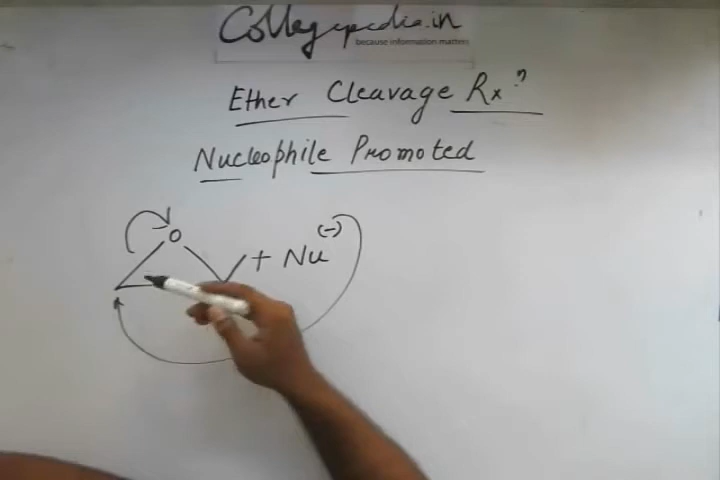 Collegepedia.in
because information matters
Ether Cleavage Rxⁿ
Nucleophile Promoted
O
+ Nu(-)